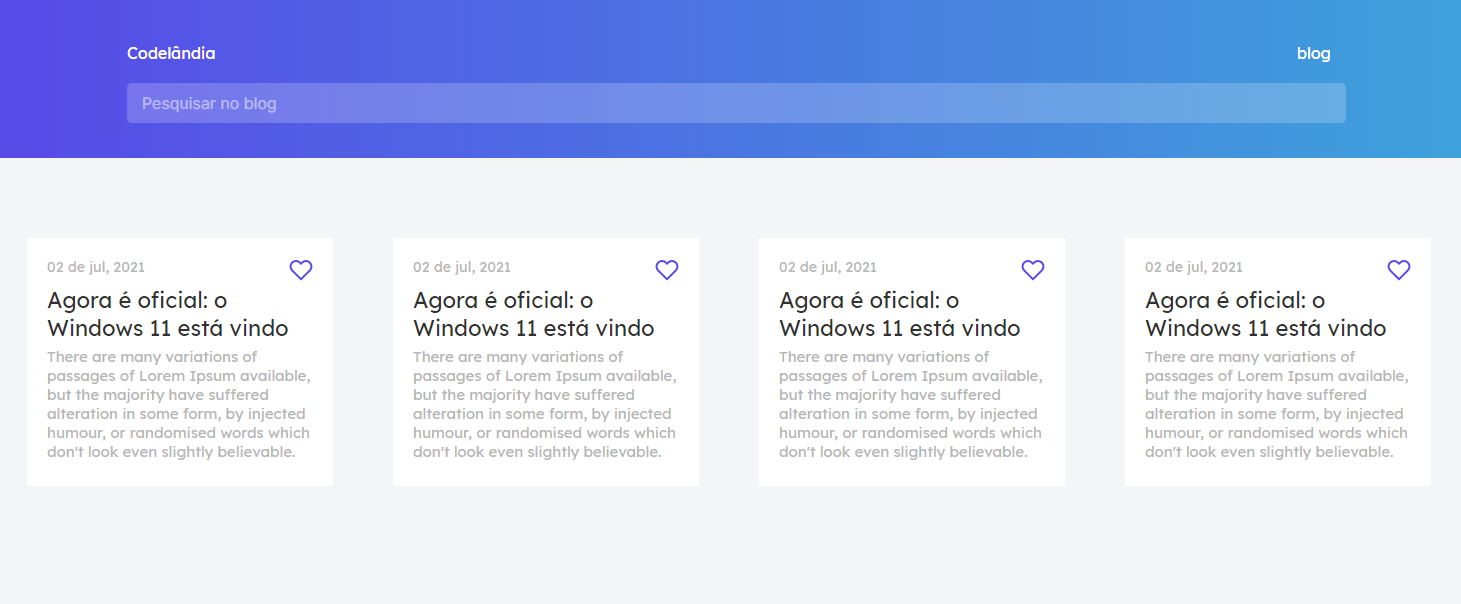 Codelândia
blog
Pesquisar no blog
02 de jul, 2021
Agora é oficial: o
Windows 11 está vindo
There are many variations of
passages of Lorem Ipsum available,
but the majority have suffered
alteration in some form, by injected
humour, or randomised words which
don't look even slightly believable.
02 de jul, 2021
Agora é oficial: o
Windows 11 está vindo
There are many variations of
passages of Lorem Ipsum available,
but the majority have suffered
alteration in some form, by injected
humour, or randomised words which
don't look even slightly believable.
02 de jul, 2021
Agora é oficial: o
Windows 11 está vindo
There are many variations of
passages of Lorem Ipsum available,
but the majority have suffered
alteration in some form, by injected
humour, or randomised words which
don't look even slightly believable.
02 de jul, 2021
Agora é oficial: o
Windows 11 está vindo
There are many variations of
passages of Lorem Ipsum available,
but the majority have suffered
alteration in some form, by injected
humour, or randomised words which
don't look even slightly believable.